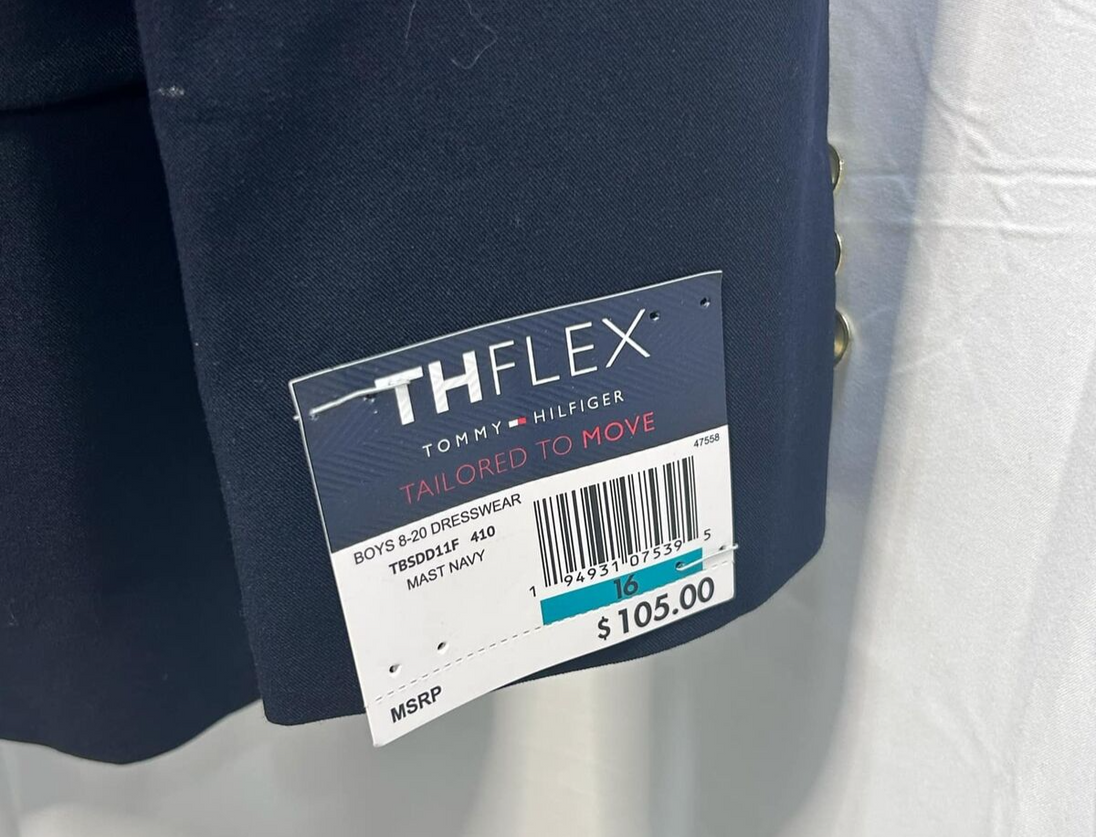 THFLEX
TOMMY HILFIGER
TAILORED TO MOVE
47558
BOYS 8-20 DRESSWEAR
TBSDD11F 410
MAST NAVY
1 94931 07539 5
16
$105.00
MSRP